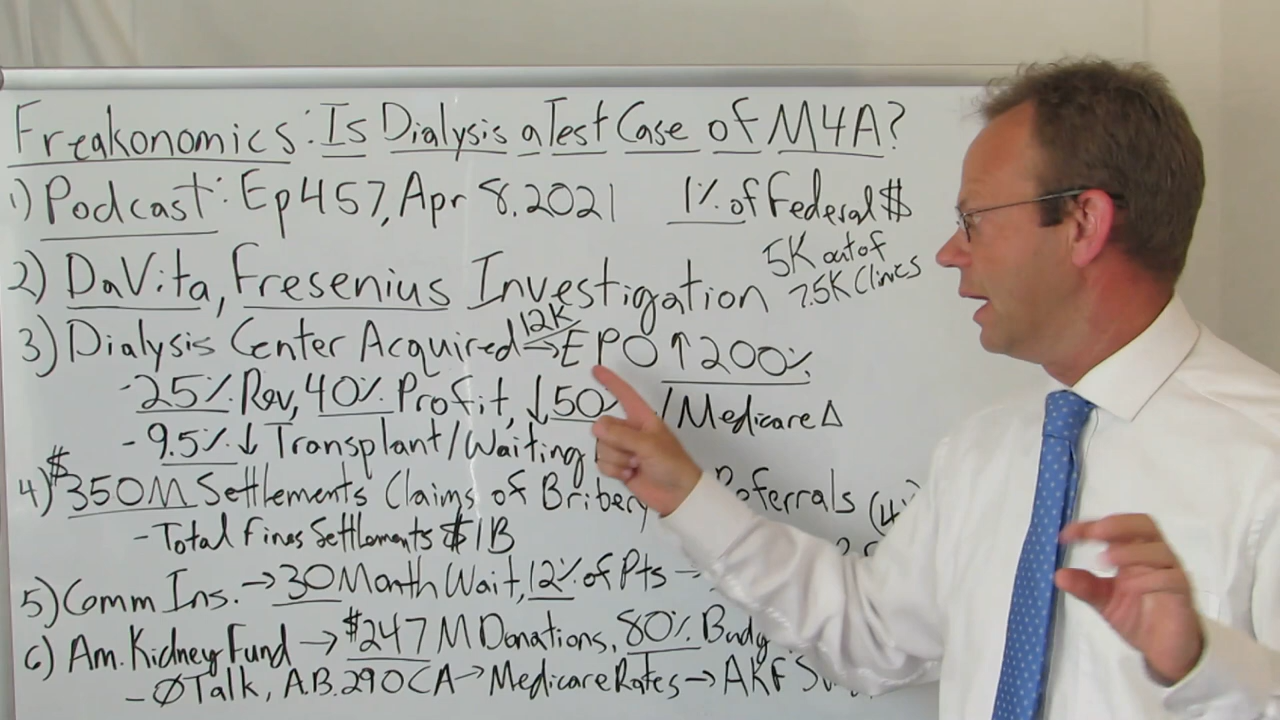 Freakonomics: Is Dialysis a Test Case of M4A?
1) Podcast: Ep 457, Apr 8, 2021 1% of Federal $
2) DaVita, Fresenius Investigation 5K out of 7.5K Clinics
3) Dialysis Center Acquired 12K → EPO ↑ 200%
- 25% Rev, 40% Profit, ↓ 50% / Medicare Δ
- 9.5% ↓ Transplant/Waiting
4) $350M Settlements Claims of Bribery Referrals
- Total Fines Settlements $1B
5) Comm Ins. → 30 Month Wait, 12% of Pts →
6) Am. Kidney Fund → $247M Donations, 80%
- Ø Talk, A.B. 290 CA → Medicare Rates → AKF